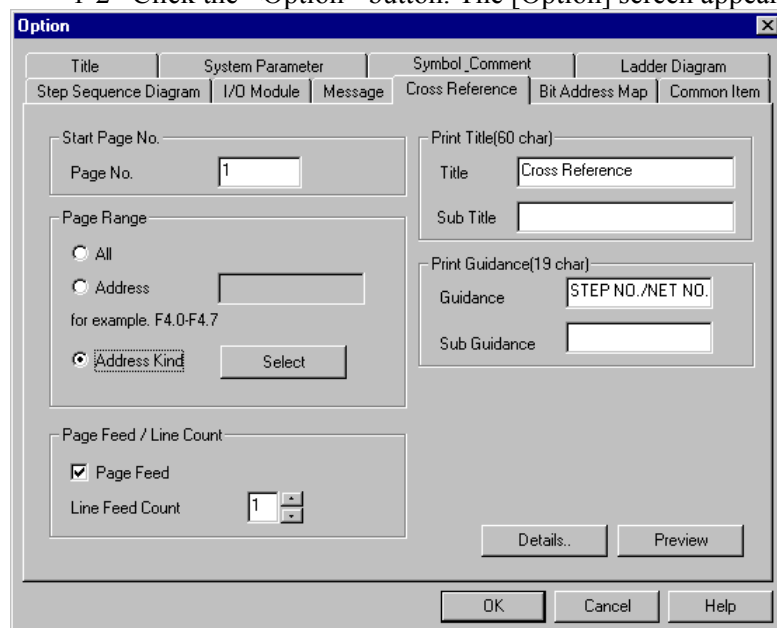 1-2 Click the "Option" button. The [Option] screen appear
Option
Title System Parameter Symbol_Comment Ladder Diagram
Step Sequence Diagram I/O Module Message Cross Reference Bit Address Map Common Item
Start Page No.
Page No. 1
Page Range
All
Address
for example. F4.0-F4.7
Address Kind Select
Page Feed / Line Count
Page Feed
Line Feed Count 1
Print Title(60 char)
Title Cross Reference
Sub Title
Print Guidance(19 char)
Guidance STEP NO./NET NO.
Sub Guidance
Details.. Preview
OK Cancel Help